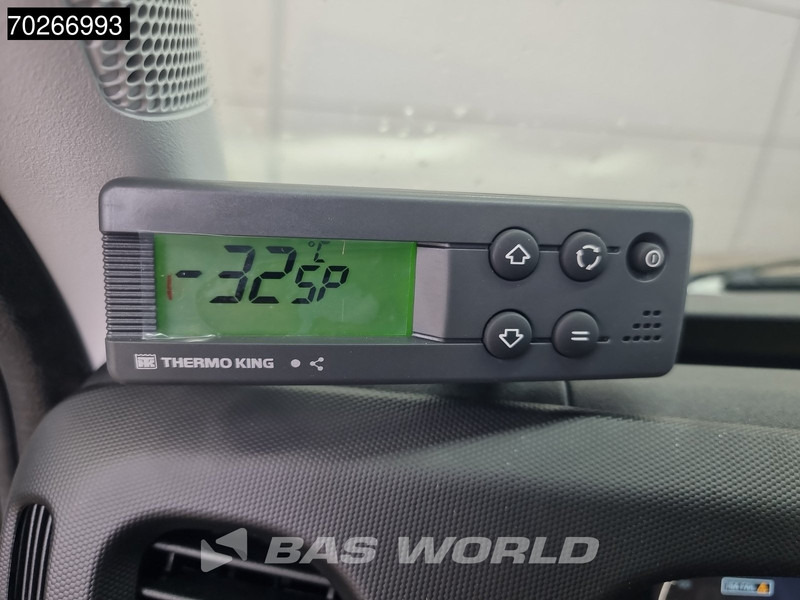 70266993
-32 °C SP
THERMO KING
BAS WORLD